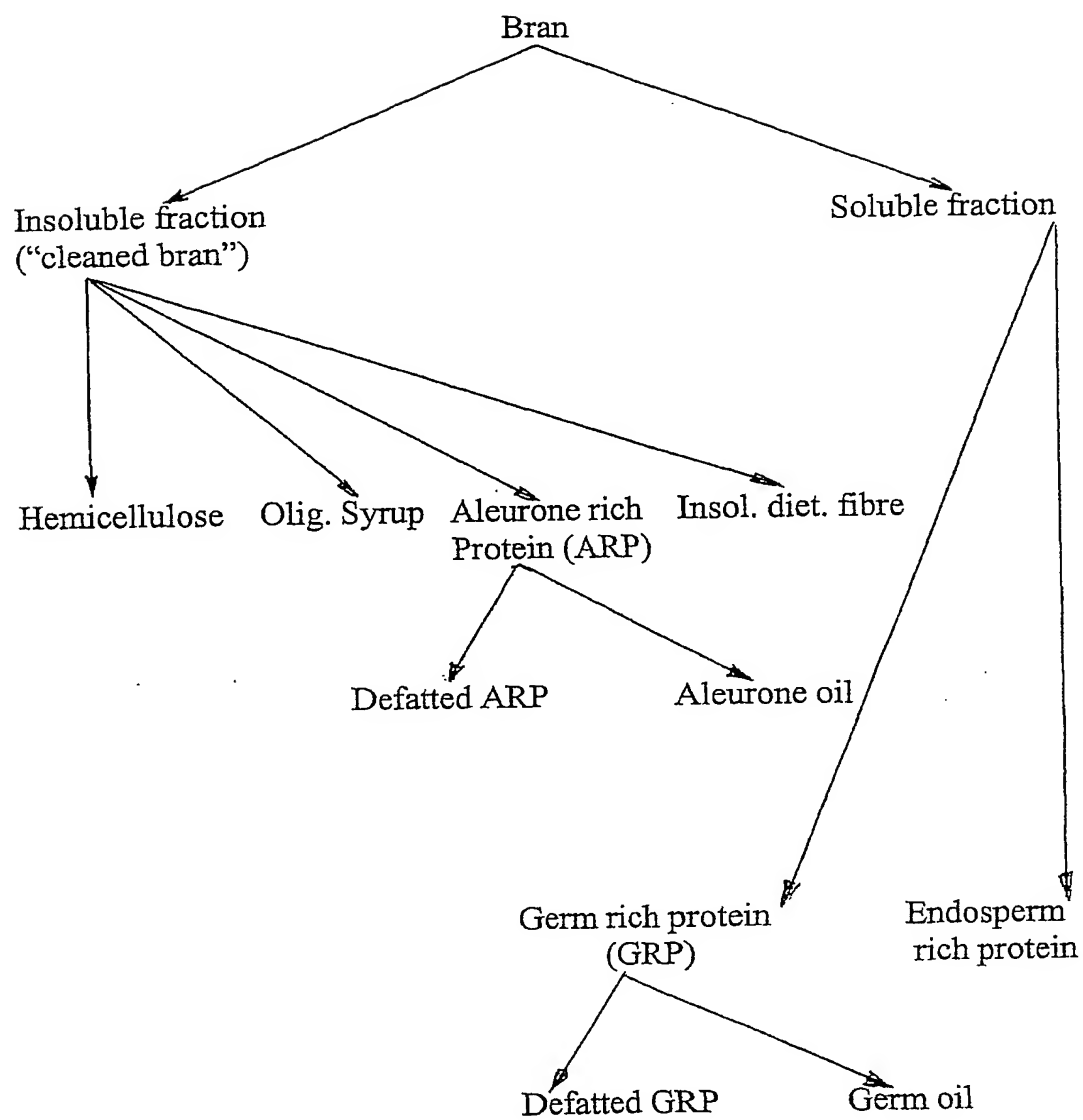 Bran
Insoluble fraction
(“cleaned bran”)
Soluble fraction
Hemicellulose
Olig. Syrup
Aleurone rich
Protein (ARP)
Insol. diet. fibre
Defatted ARP
Aleurone oil
Germ rich protein
(GRP)
Endosperm
rich protein
Defatted GRP
Germ oil